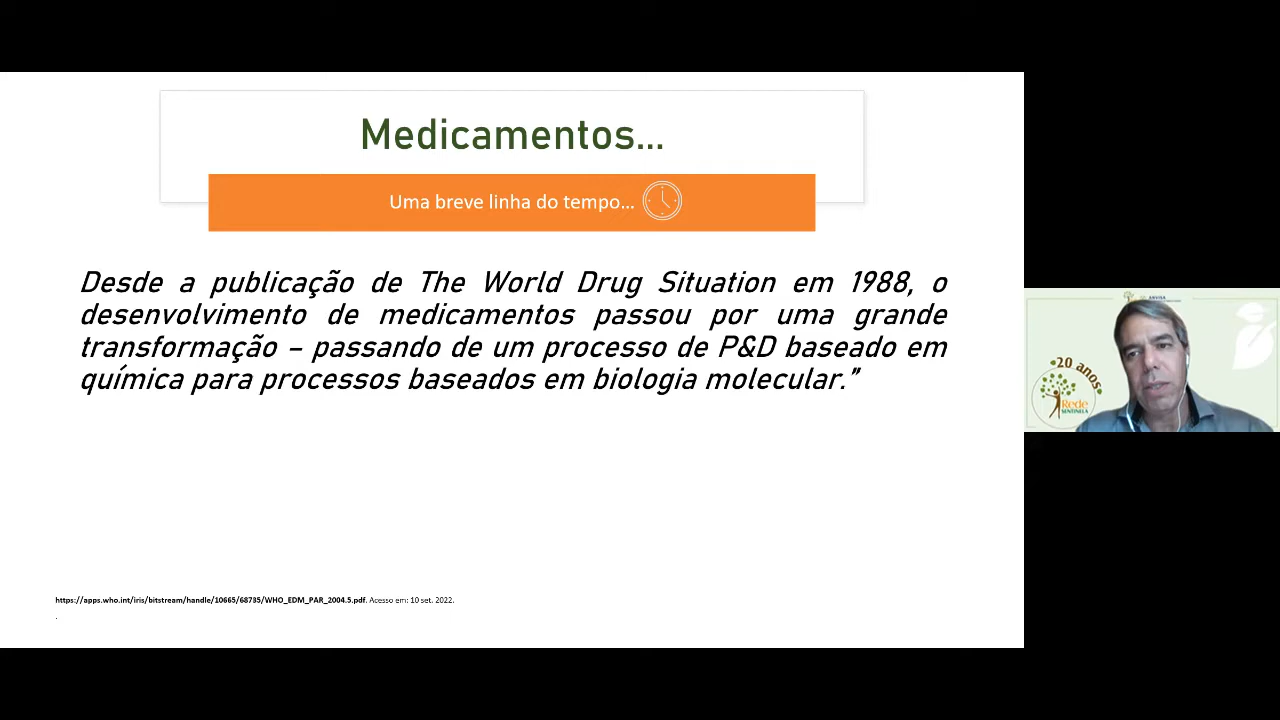 Medicamentos...
Uma breve linha do tempo...
Desde a publicação de The World Drug Situation em 1988, o
desenvolvimento de medicamentos passou por uma grande
transformação – passando de um processo de P&D baseado em
química para processos baseados em biologia molecular.”
https://apps.who.int/iris/bitstream/handle/10665/68735/WHO_EDM_PAR_2004.5.pdf. Acesso em: 10 set. 2022.
.
ANVISA
20 anos
Rede
SENTINELA